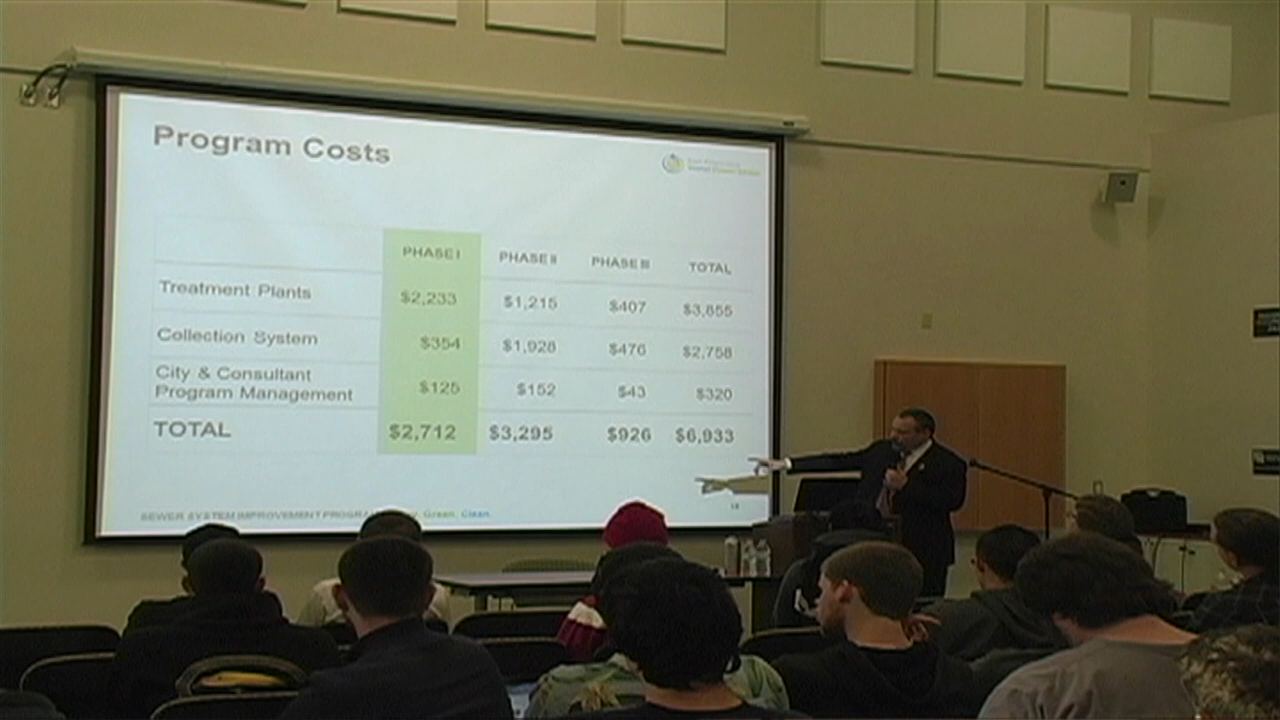 Program Costs
PHASE I PHASE II PHASE III TOTAL
Treatment Plants $2,233 $1,215 $407 $3,855
Collection System $354 $1,928 $476 $2,758
City & Consultant
Program Management $125 $152 $43 $320
TOTAL $2,712 $3,295 $926 $6,933
SEWER SYSTEM IMPROVEMENT PROGRAM Green. Clean.